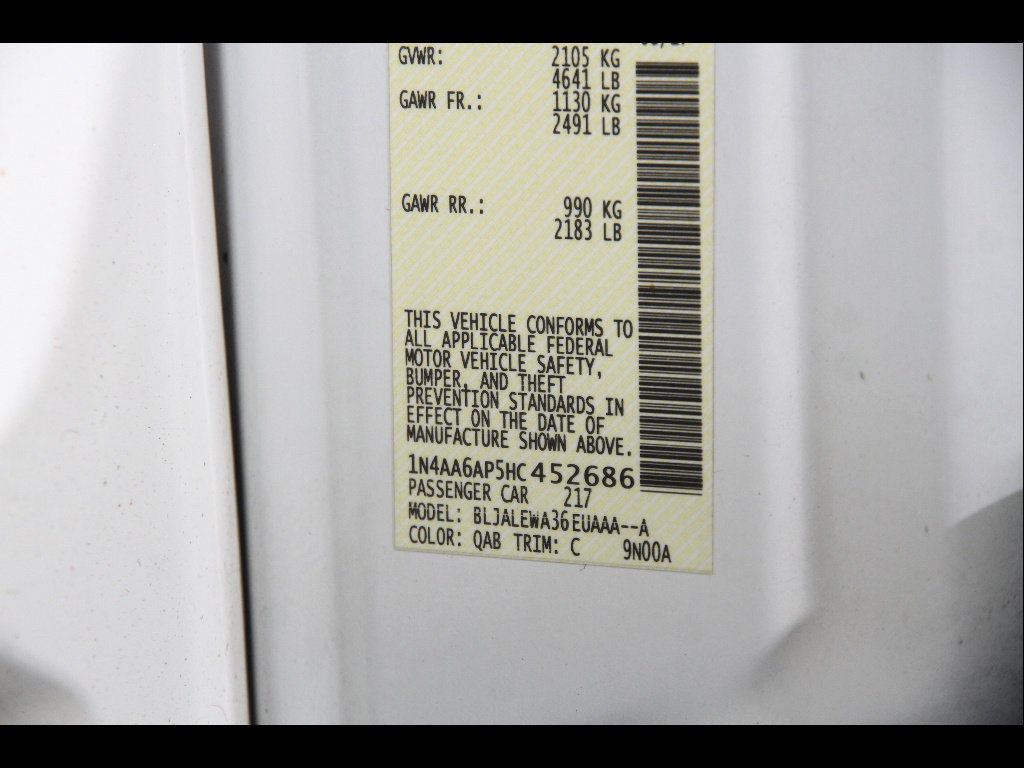 GVWR: 2105 KG
4641 LB
GAWR FR.: 1130 KG
2491 LB
GAWR RR.: 990 KG
2183 LB
THIS VEHICLE CONFORMS TO
ALL APPLICABLE FEDERAL
MOTOR VEHICLE SAFETY,
BUMPER, AND THEFT
PREVENTION STANDARDS IN
EFFECT ON THE DATE OF
MANUFACTURE SHOWN ABOVE.
1N4AA6AP5HC452686
PASSENGER CAR 217
MODEL: BLJALEWA36EUAAA--A
COLOR: QAB TRIM: C 9N00A